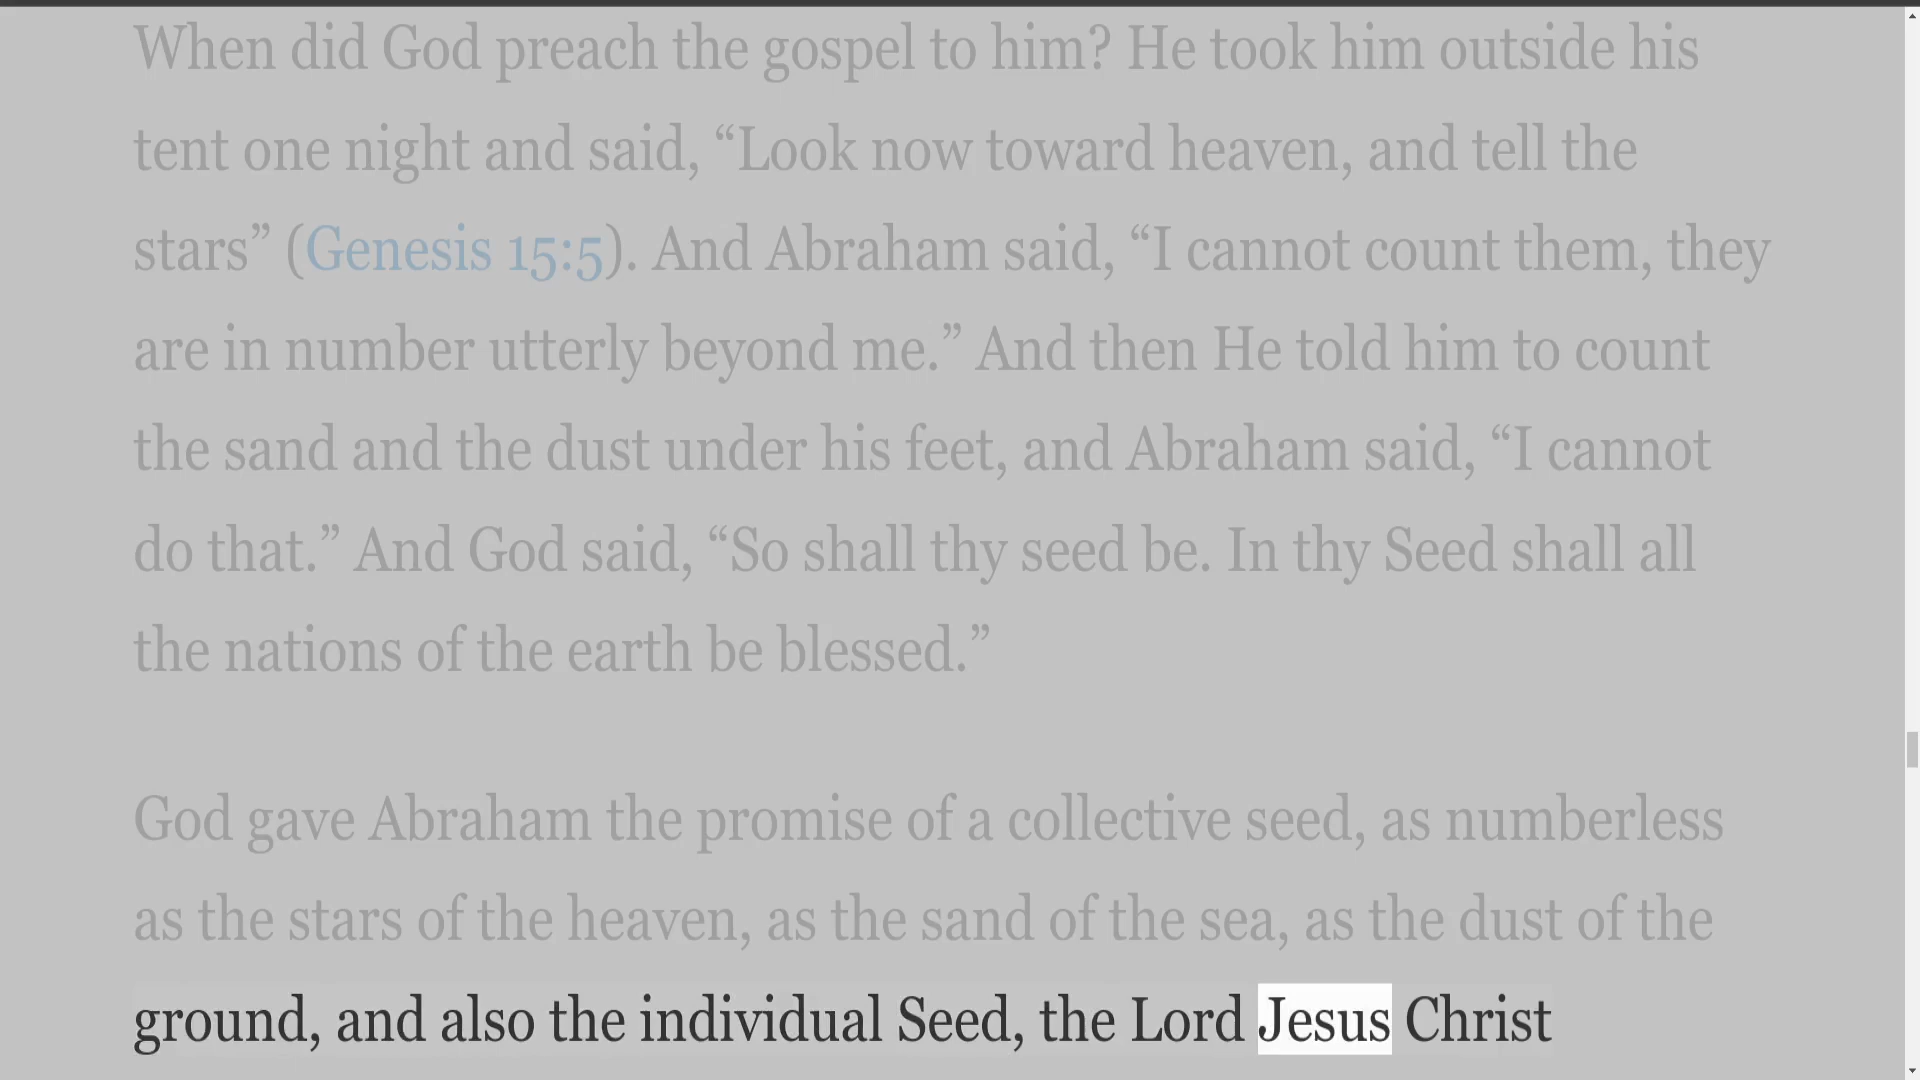 When did God preach the gospel to him? He took him outside his
tent one night and said, “Look now toward heaven, and tell the
stars” (Genesis 15:5). And Abraham said, “I cannot count them, they
are in number utterly beyond me.” And then He told him to count
the sand and the dust under his feet, and Abraham said, “I cannot
do that.” And God said, “So shall thy seed be. In thy Seed shall all
the nations of the earth be blessed.”
God gave Abraham the promise of a collective seed, as numberless
as the stars of the heaven, as the sand of the sea, as the dust of the
ground, and also the individual Seed, the Lord Jesus Christ